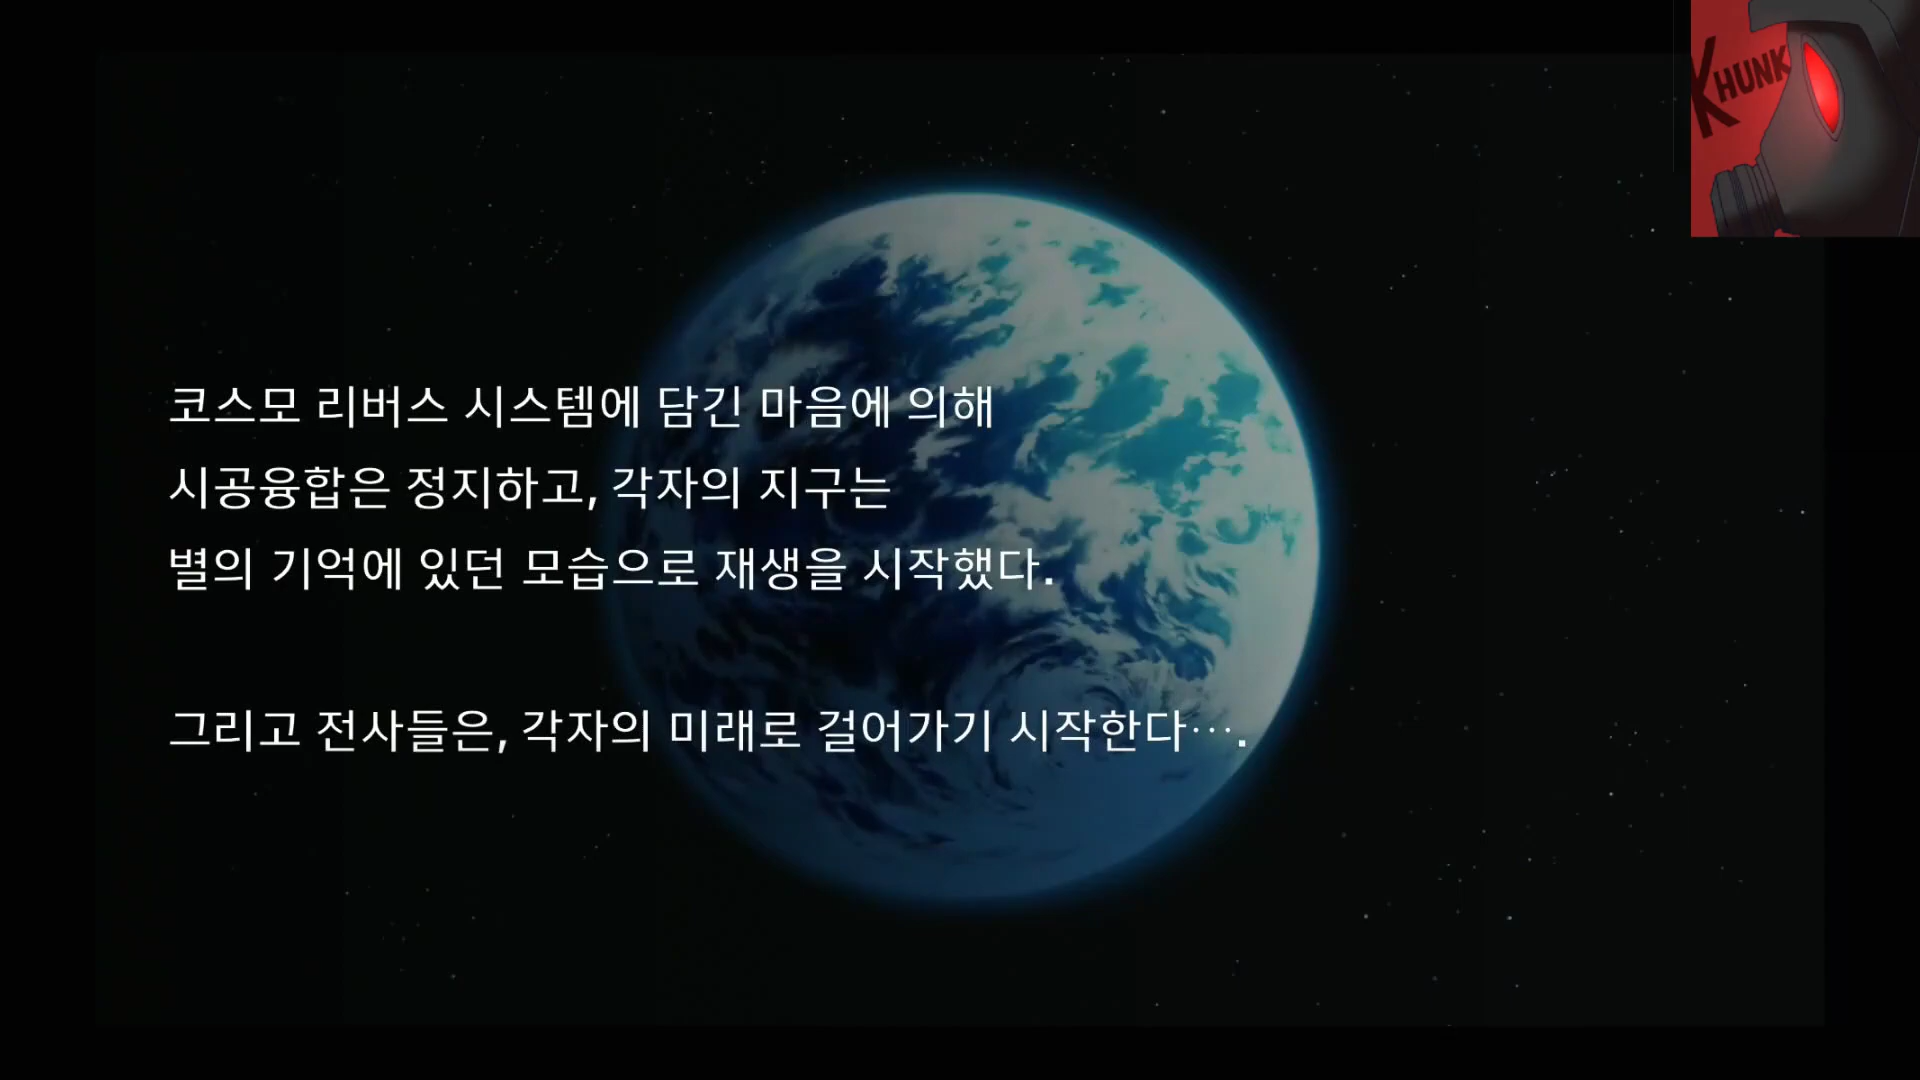 KHUNK
코스모 리버스 시스템에 담긴 마음에 의해
시공융합은 정지하고, 각자의 지구는
별의 기억에 있던 모습으로 재생을 시작했다.
그리고 전사들은, 각자의 미래로 걸어가기 시작한다….